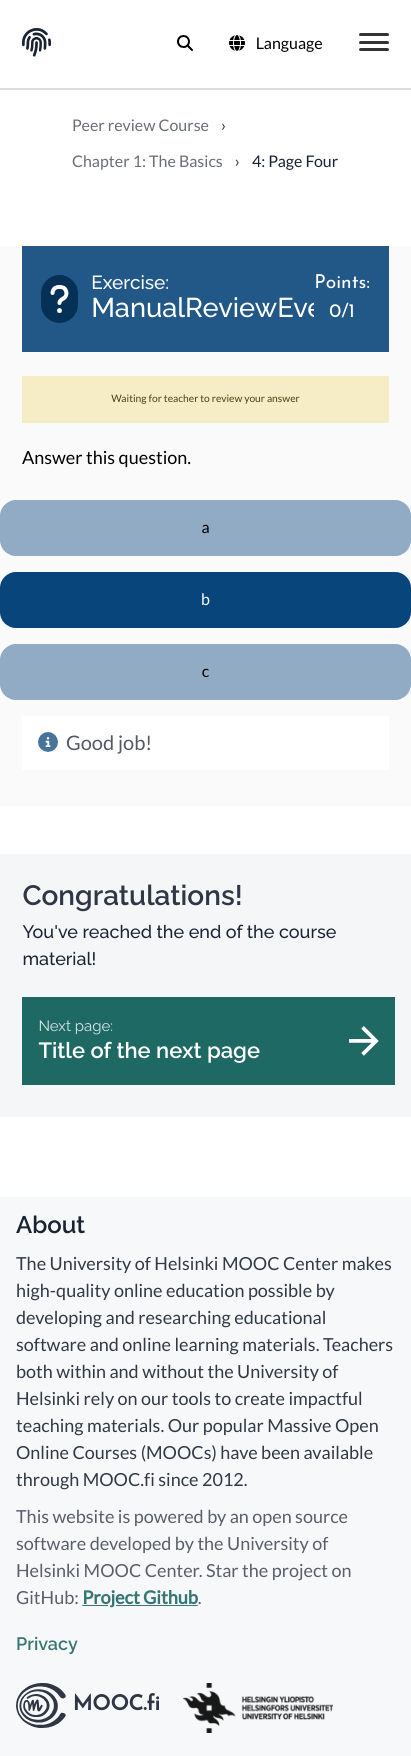 Language
Peer review Course ›
Chapter 1: The Basics › 4: Page Four
Exercise:
ManualReviewEve
Points:
0/1
Waiting for teacher to review your answer
Answer this question.
a
b
c
Good job!
Congratulations!
You've reached the end of the course
material!
Next page:
Title of the next page
About
The University of Helsinki MOOC Center makes
high-quality online education possible by
developing and researching educational
software and online learning materials. Teachers
both within and without the University of
Helsinki rely on our tools to create impactful
teaching materials. Our popular Massive Open
Online Courses (MOOCs) have been available
through MOOC.fi since 2012.
This website is powered by an open source
software developed by the University of
Helsinki MOOC Center. Star the project on
GitHub: Project Github.
Privacy
MOOC.fi
HELSINGIN YLIOPISTO
HELSINGFORS UNIVERSITET
UNIVERSITY OF HELSINKI